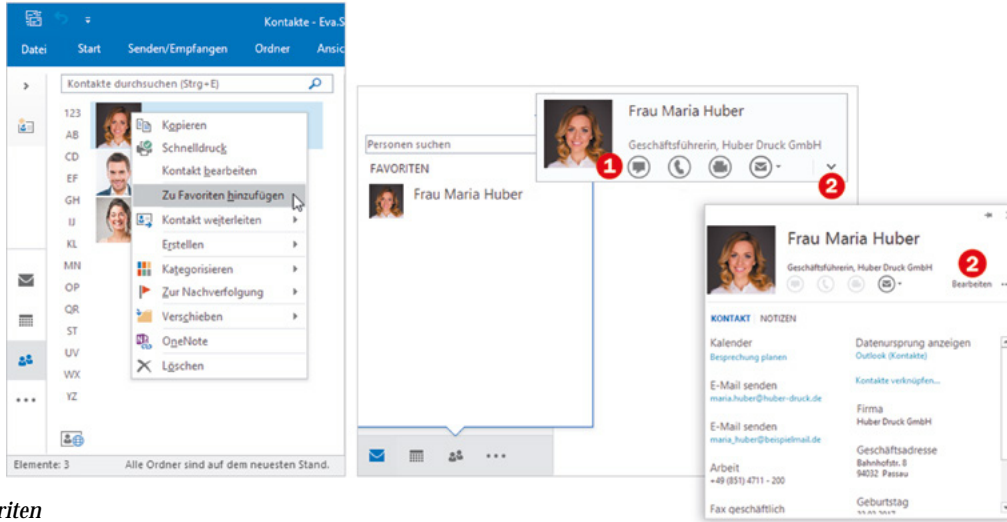 Kontakte - Eva.S
Datei Start Senden/Empfangen Ordner Ansic
Kontakte durchsuchen (Strg+E)
123
AB
CD
EF
GH
IJ
KL
MN
OP
QR
ST
UV
WX
YZ
Kopieren
Schnelldruck
Kontakt bearbeiten
Zu Favoriten hinzufügen
Kontakt weiterleiten
Erstellen
Kategorisieren
Zur Nachverfolgung
Verschieben
OneNote
Löschen
Elemente: 3 Alle Ordner sind auf dem neuesten Stand.
Personen suchen
FAVORITEN
Frau Maria Huber
Frau Maria Huber
Geschäftsführerin, Huber Druck GmbH
1
2
Frau Maria Huber
Geschäftsführerin, Huber Druck GmbH
2
Bearbeiten ...
KONTAKT NOTIZEN
Kalender
Besprechung planen
E-Mail senden
maria.huber@huber-druck.de
E-Mail senden
maria_huber@beispielmail.de
Arbeit
+49 (851) 4711 - 200
Fax geschäftlich
Datenursprung anzeigen
Outlook (Kontakte)
Kontakte verknüpfen...
Firma
Huber Druck GmbH
Geschäftsadresse
Bahnhofstr. 8
94032 Passau
Geburtstag
riten